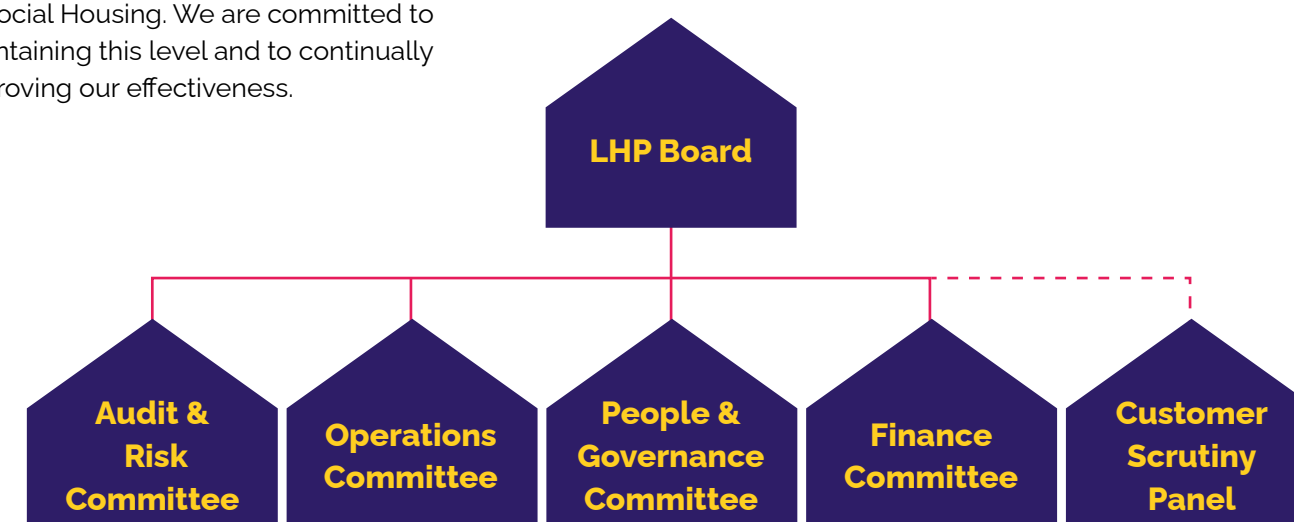 ocial Housing. We are committed to
ntaining this level and to continually
roving our effectiveness.
LHP Board
Audit &
Risk
Committee
Operations
Committee
People &
Governance
Committee
Finance
Committee
Customer
Scrutiny
Panel